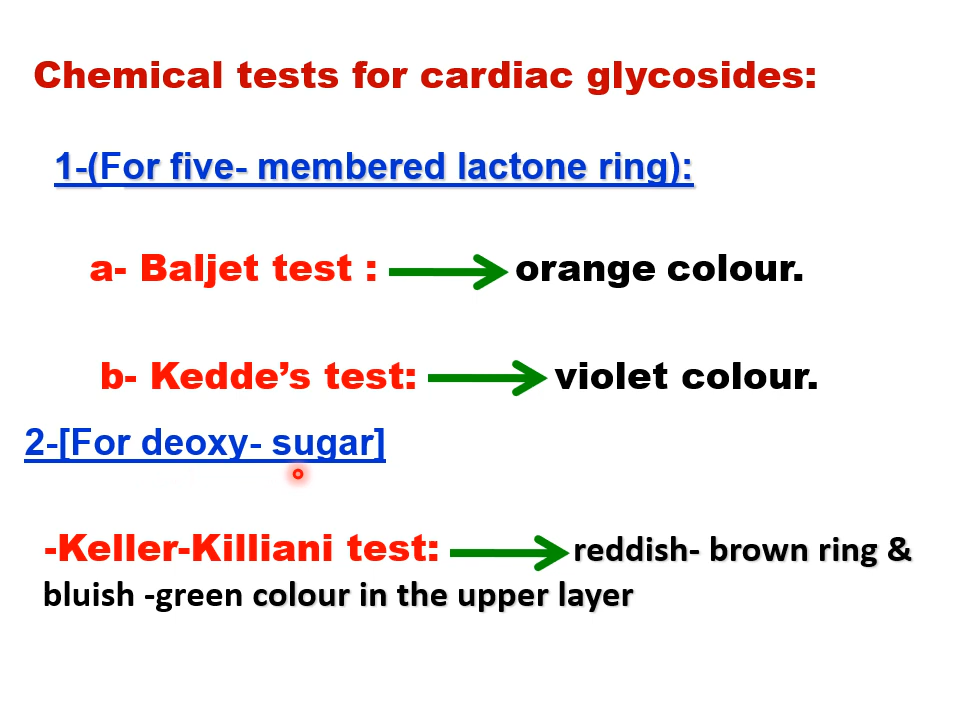 Chemical tests for cardiac glycosides:
1-(For five- membered lactone ring):
a- Baljet test : orange colour.
b- Kedde’s test: violet colour.
2-[For deoxy- sugar]
-Keller-Killiani test: reddish- brown ring &
bluish -green colour in the upper layer